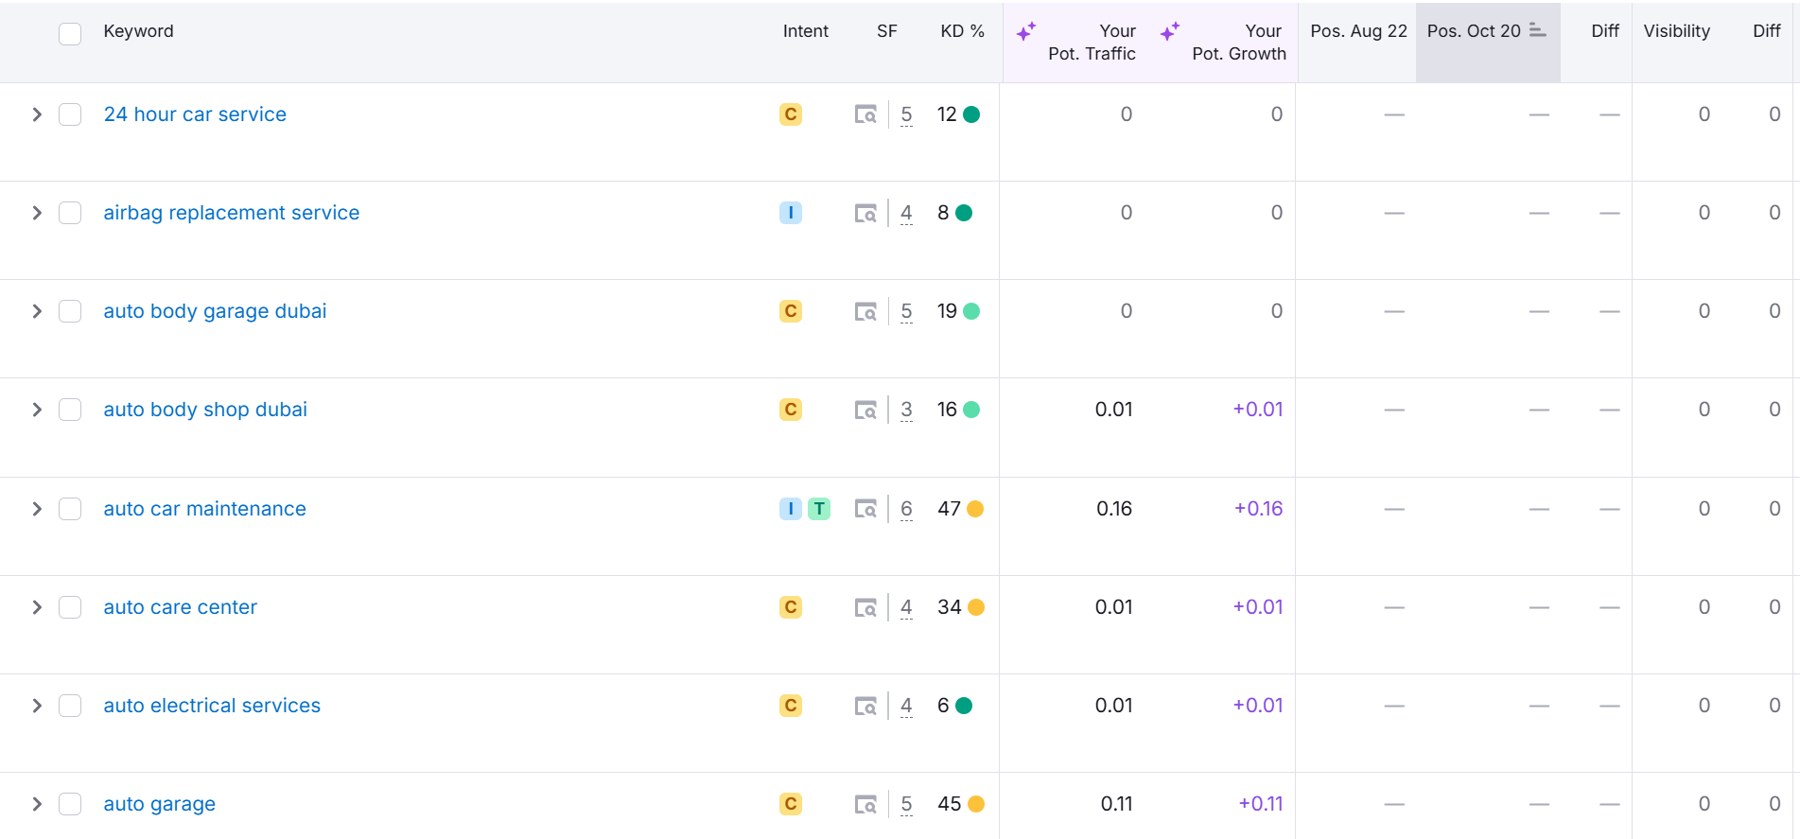 Keyword Intent SF KD % Your Pot. Traffic Your Pot. Growth Pos. Aug 22 Pos. Oct 20 Diff Visibility Diff
24 hour car service C 5 12 0 0 — — — 0 0
airbag replacement service I 4 8 0 0 — — — 0 0
auto body garage dubai C 5 19 0 0 — — — 0 0
auto body shop dubai C 3 16 0.01 +0.01 — — — 0 0
auto car maintenance I T 6 47 0.16 +0.16 — — — 0 0
auto care center C 4 34 0.01 +0.01 — — — 0 0
auto electrical services C 4 6 0.01 +0.01 — — — 0 0
auto garage C 5 45 0.11 +0.11 — — — 0 0